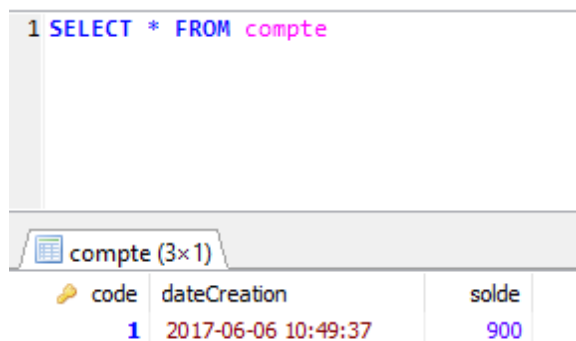 1 SELECT * FROM compte
compte (3×1)
code dateCreation solde
1 2017-06-06 10:49:37 900